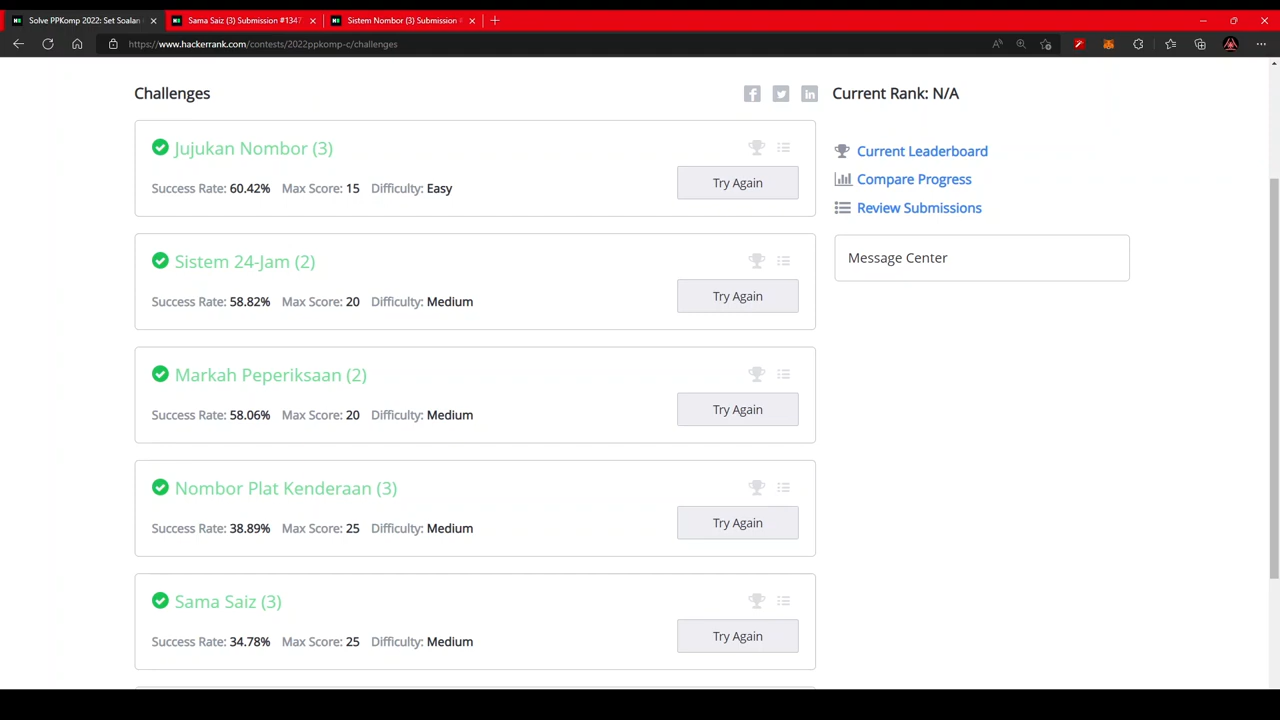 Solve PPKomp 2022: Set Soalan
Sama Saiz (3) Submission #1347
Sistem Nombor (3) Submission
https://www.hackerrank.com/contests/2022ppkomp-c/challenges
Challenges
Current Rank: N/A
Jujukan Nombor (3)
Success Rate: 60.42% Max Score: 15 Difficulty: Easy
Try Again
Current Leaderboard
Compare Progress
Review Submissions
Message Center
Sistem 24-Jam (2)
Success Rate: 58.82% Max Score: 20 Difficulty: Medium
Try Again
Markah Peperiksaan (2)
Success Rate: 58.06% Max Score: 20 Difficulty: Medium
Try Again
Nombor Plat Kenderaan (3)
Success Rate: 38.89% Max Score: 25 Difficulty: Medium
Try Again
Sama Saiz (3)
Success Rate: 34.78% Max Score: 25 Difficulty: Medium
Try Again